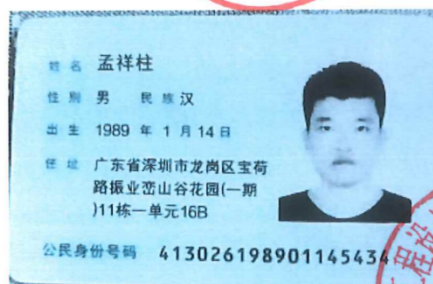 姓名 孟祥柱
性别 男 民族 汉
出生 1989 年 1 月 14 日
住址 广东省深圳市龙岗区宝荷
路振业峦山谷花园(一期
)11栋一单元16B
公民身份号码 413026198901145434
程设